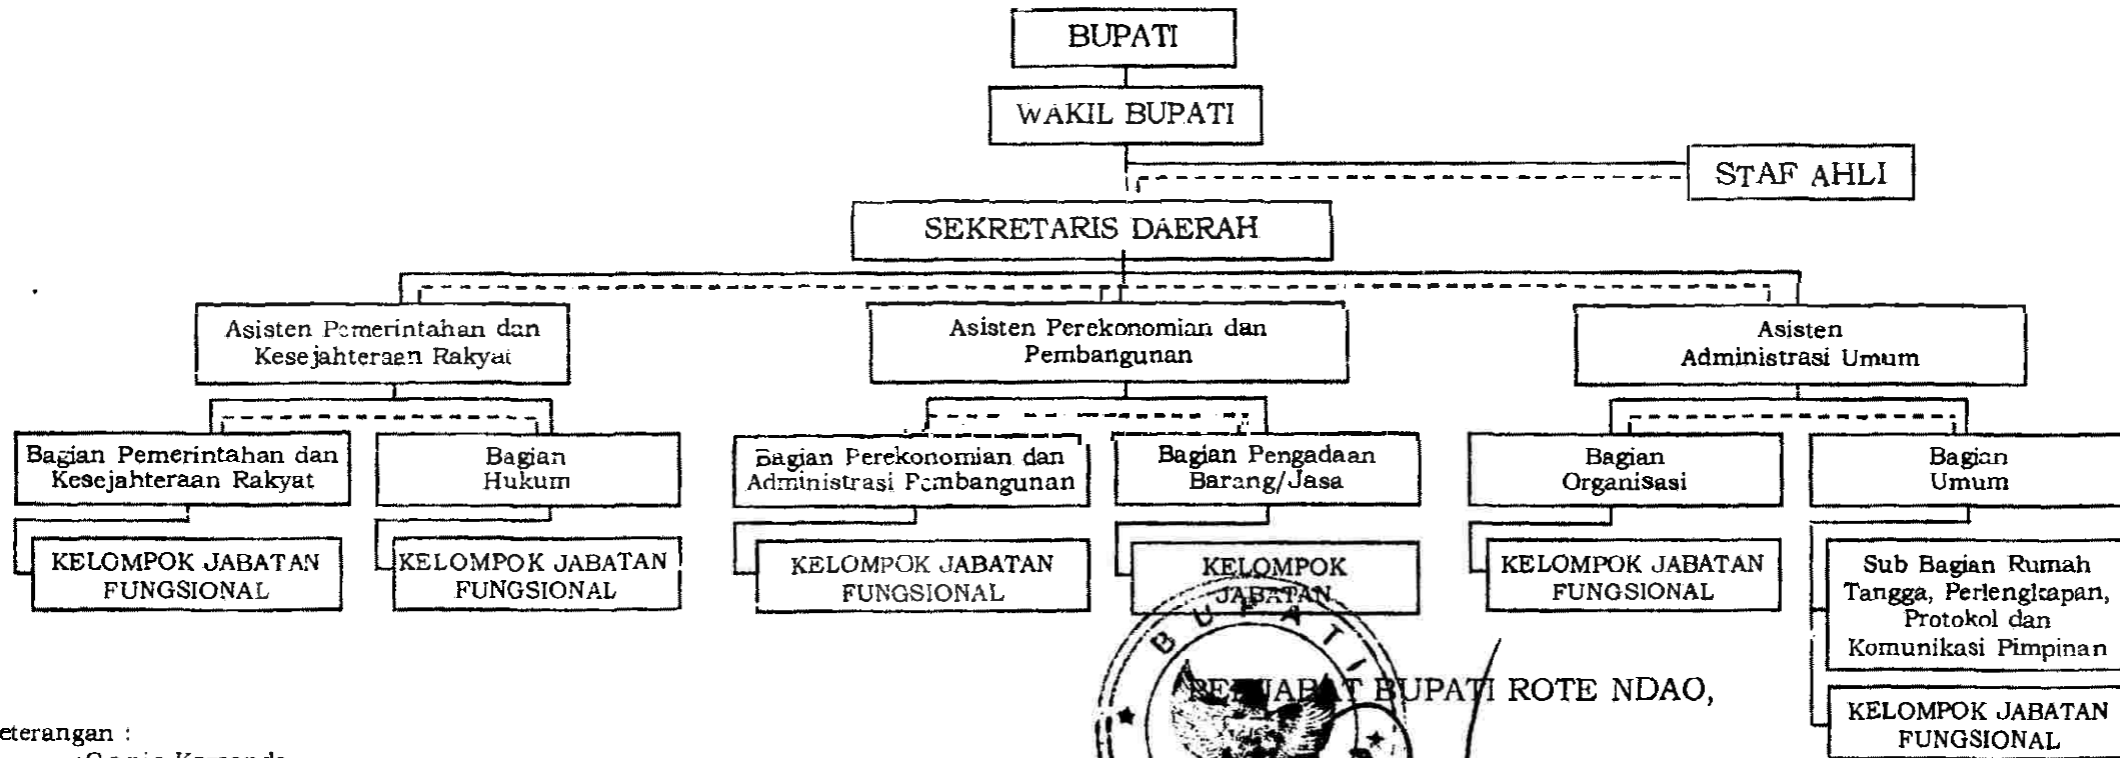 BUPATI
WAKIL BUPATI
STAF AHLI
SEKRETARIS DAERAH
Asisten Pemerintahan dan
Kesejahteraan Rakyat
Asisten Perekonomian dan
Pembangunan
Asisten
Administrasi Umum
Bagian Pemerintahan dan
Kesejahteraan Rakyat
Bagian
Hukum
Bagian Perekonomian dan
Administrasi Pembangunan
Bagian Pengadaan
Barang/Jasa
Bagian
Organisasi
Bagian
Umum
KELOMPOK JABATAN
FUNGSIONAL
KELOMPOK JABATAN
FUNGSIONAL
KELOMPOK JABATAN
FUNGSIONAL
KELOMPOK
JABATAN
KELOMPOK JABATAN
FUNGSIONAL
Sub Bagian Rumah
Tangga, Perlengkapan,
Protokol dan
Komunikasi Pimpinan
KELOMPOK JABATAN
FUNGSIONAL
BUPATI
BUPATI ROTE NDAO,
eterangan :